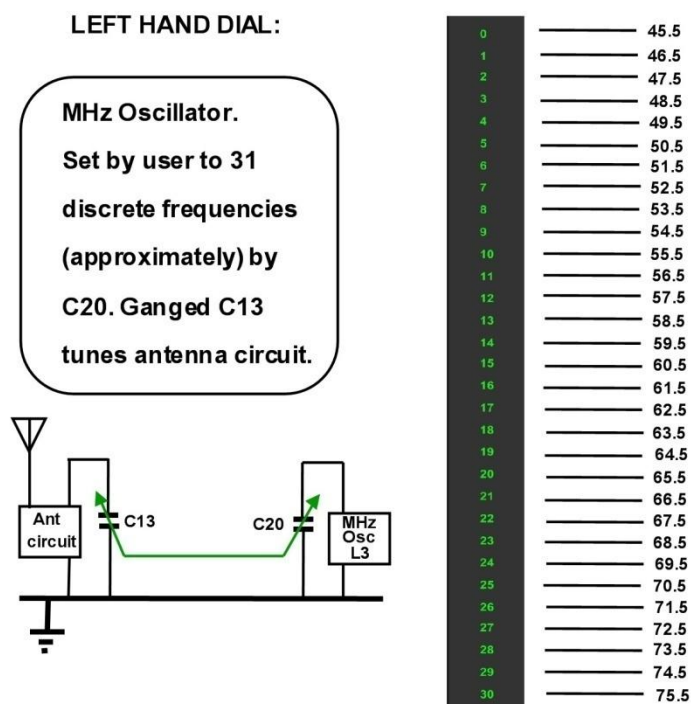 LEFT HAND DIAL:
MHz Oscillator.
Set by user to 31
discrete frequencies
(approximately) by
C20. Ganged C13
tunes antenna circuit.
Ant
circuit
C13
C20
MHz
Osc
L3
0 45.5
1 46.5
2 47.5
3 48.5
4 49.5
5 50.5
6 51.5
7 52.5
8 53.5
9 54.5
10 55.5
11 56.5
12 57.5
13 58.5
14 59.5
15 60.5
16 61.5
17 62.5
18 63.5
19 64.5
20 65.5
21 66.5
22 67.5
23 68.5
24 69.5
25 70.5
26 71.5
27 72.5
28 73.5
29 74.5
30 75.5